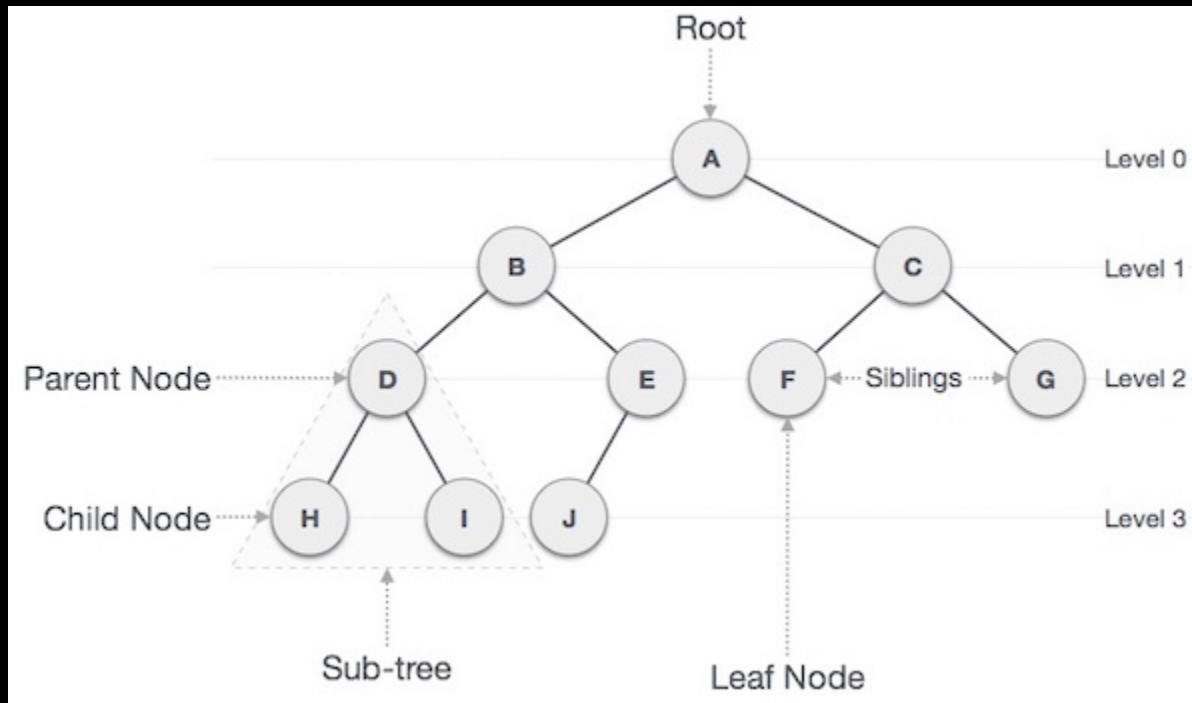 Root
A
Level 0
B
C
Level 1
Parent Node
D
E
F
Siblings
G
Level 2
Child Node
H
I
J
Level 3
Sub-tree
Leaf Node